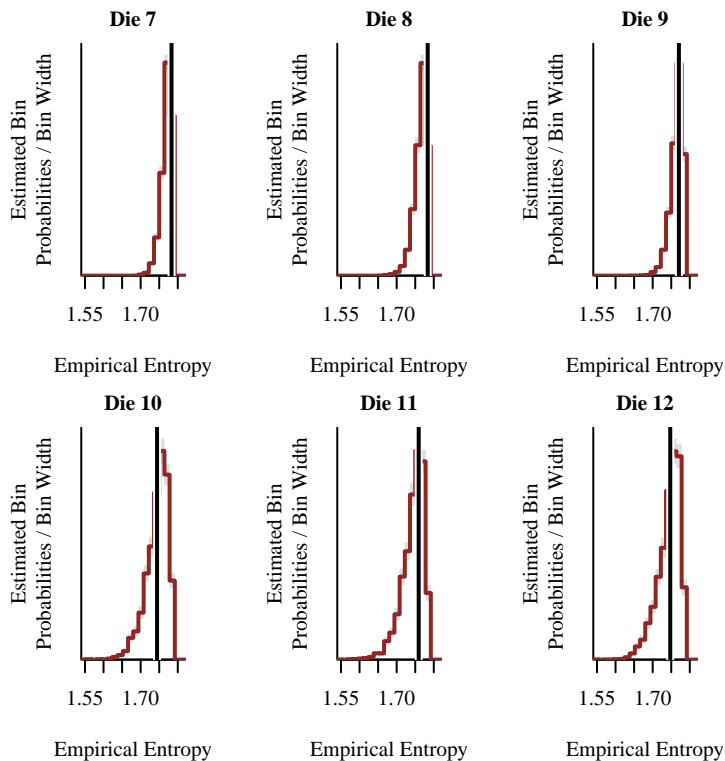 Die 7
Estimated Bin
Probabilities / Bin Width
1.55 1.70
Empirical Entropy
Die 8
Estimated Bin
Probabilities / Bin Width
1.55 1.70
Empirical Entropy
Die 9
Estimated Bin
Probabilities / Bin Width
1.55 1.70
Empirical Entropy
Die 10
Estimated Bin
Probabilities / Bin Width
1.55 1.70
Empirical Entropy
Die 11
Estimated Bin
Probabilities / Bin Width
1.55 1.70
Empirical Entropy
Die 12
Estimated Bin
Probabilities / Bin Width
1.55 1.70
Empirical Entropy